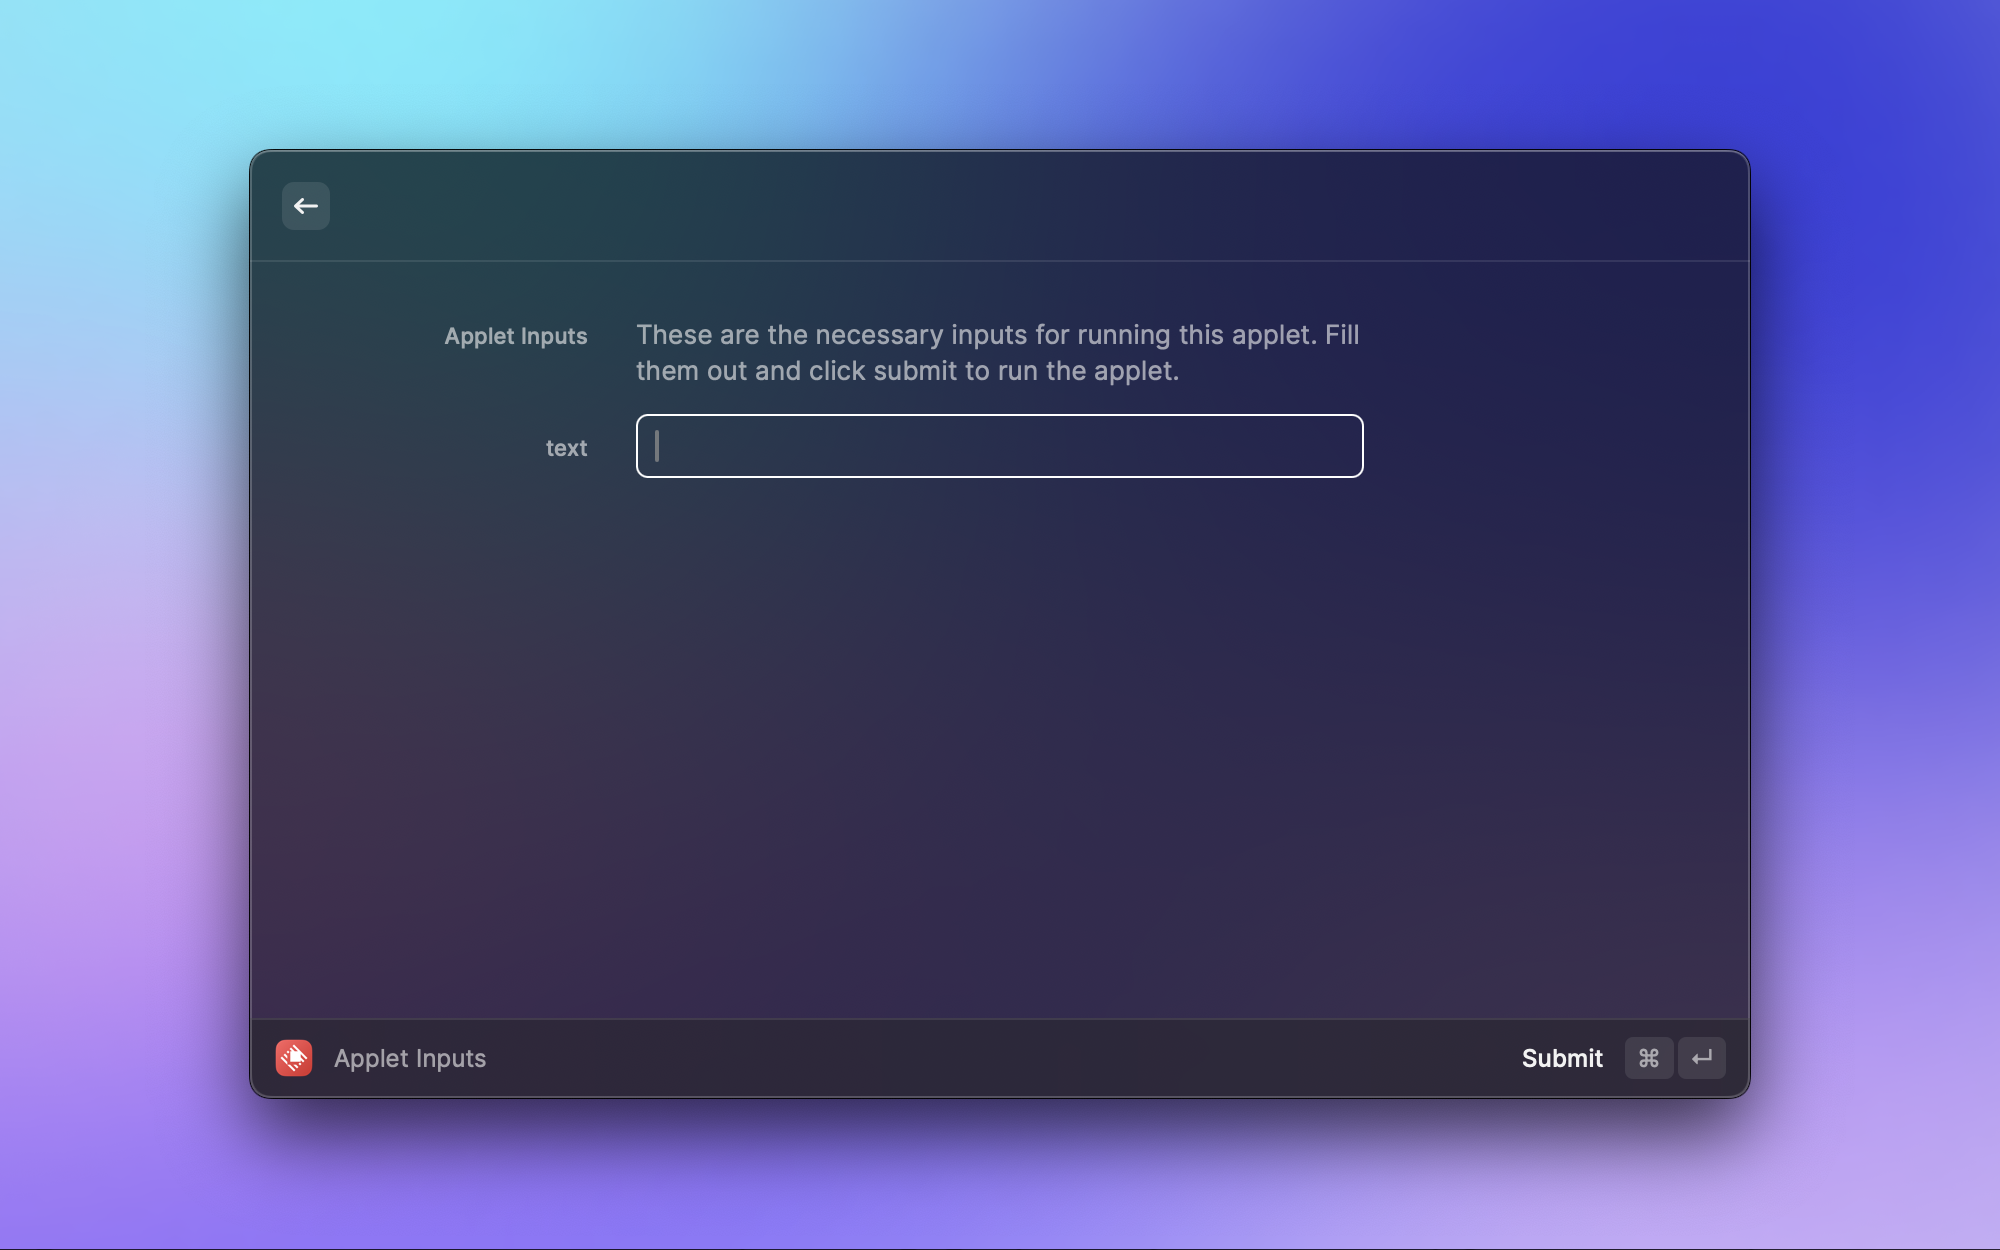 Applet Inputs
These are the necessary inputs for running this applet. Fill
them out and click submit to run the applet.
text
Applet Inputs
Submit ⌘ ↵